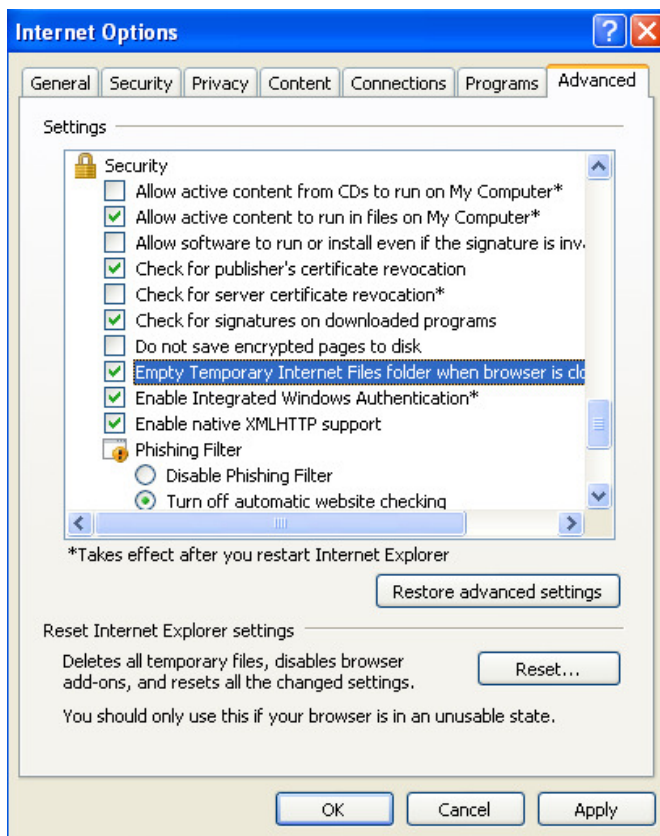 Internet Options
General Security Privacy Content Connections Programs Advanced
Settings
Security
Allow active content from CDs to run on My Computer*
Allow active content to run in files on My Computer*
Allow software to run or install even if the signature is inv
Check for publisher's certificate revocation
Check for server certificate revocation*
Check for signatures on downloaded programs
Do not save encrypted pages to disk
Empty Temporary Internet Files folder when browser is clo
Enable Integrated Windows Authentication*
Enable native XMLHTTP support
Phishing Filter
Disable Phishing Filter
Turn off automatic website checking
*Takes effect after you restart Internet Explorer
Restore advanced settings
Reset Internet Explorer settings
Deletes all temporary files, disables browser
add-ons, and resets all the changed settings.
Reset...
You should only use this if your browser is in an unusable state.
OK Cancel Apply